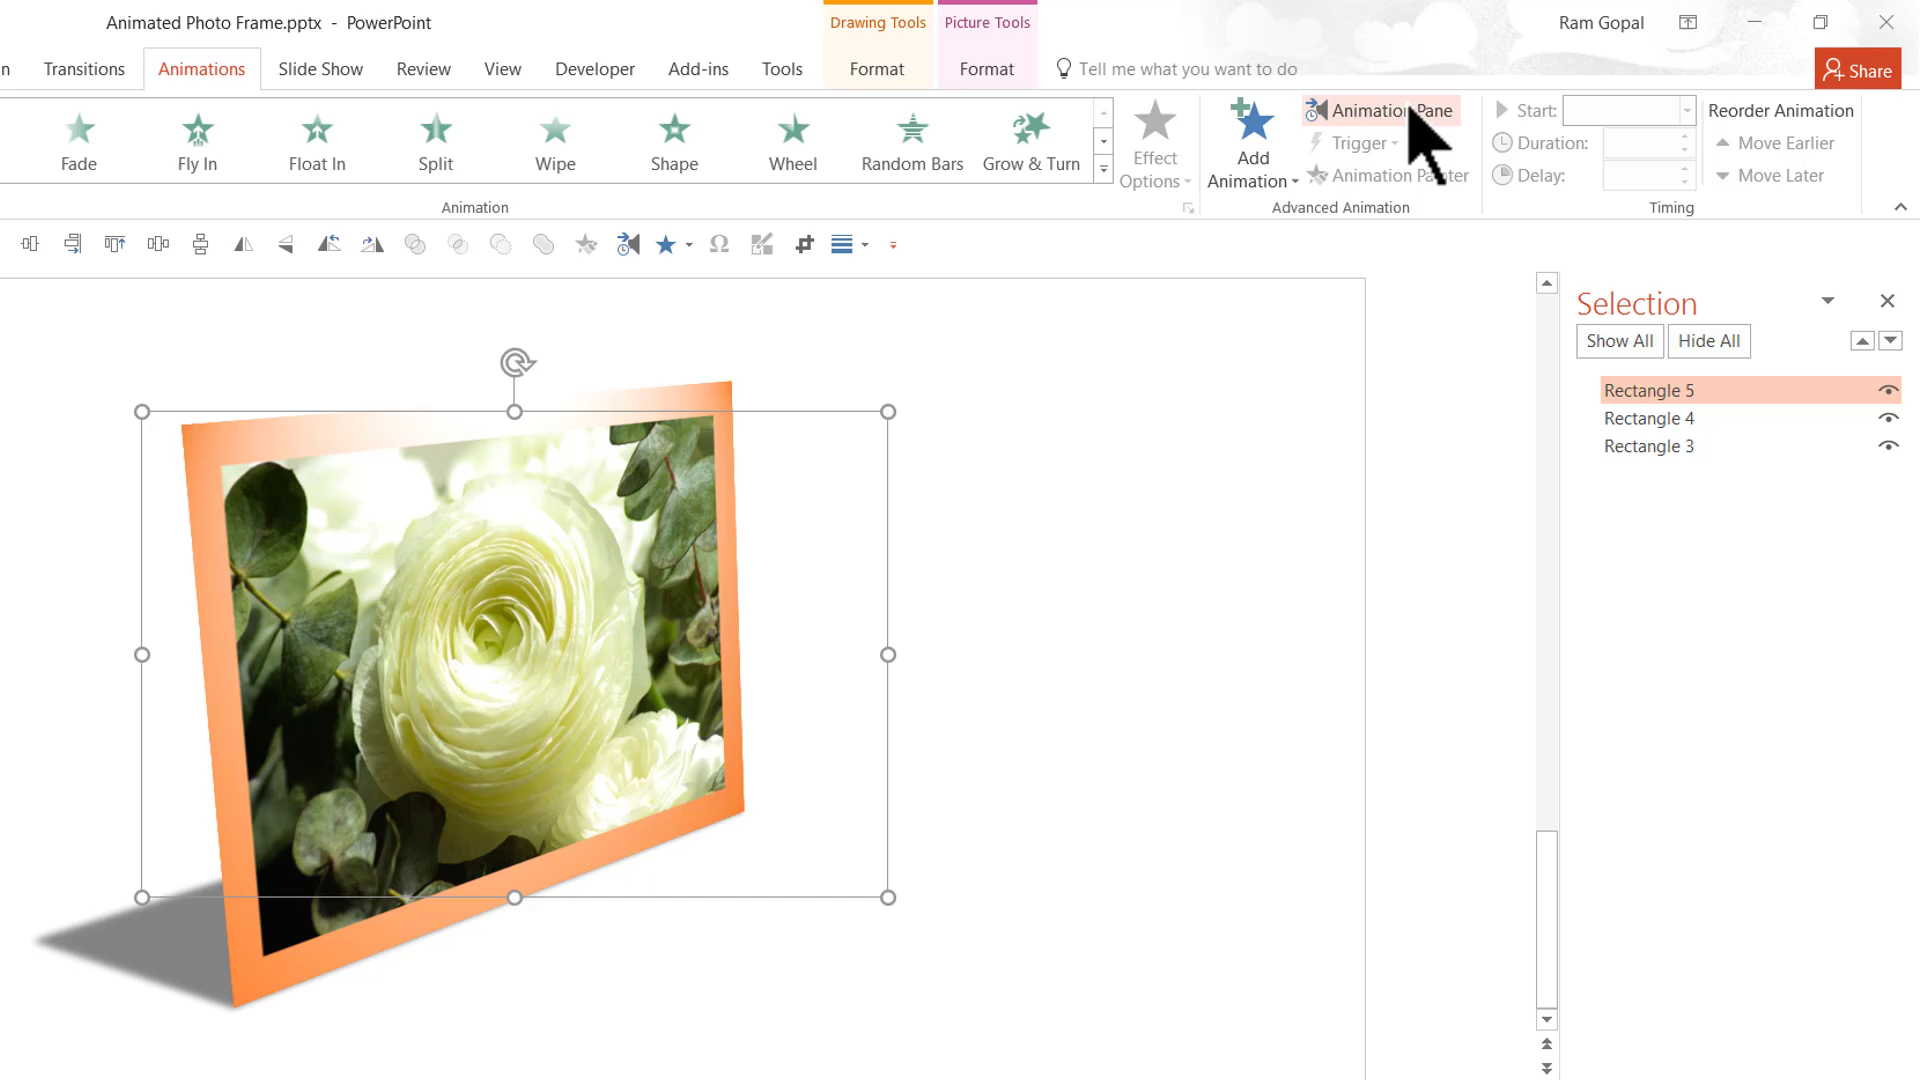 Animated Photo Frame.pptx - PowerPoint
Drawing Tools
Picture Tools
Ram Gopal
n
Transitions
Animations
Slide Show
Review
View
Developer
Add-ins
Tools
Format
Format
Tell me what you want to do
Share
Fade
Fly In
Float In
Split
Wipe
Shape
Wheel
Random Bars
Grow & Turn
Effect
Options
Add
Animation
Animation Pane
Trigger
Animation Painter
Start:
Duration:
Delay:
Reorder Animation
Move Earlier
Move Later
Animation
Advanced Animation
Timing
Selection
Show All
Hide All
Rectangle 5
Rectangle 4
Rectangle 3